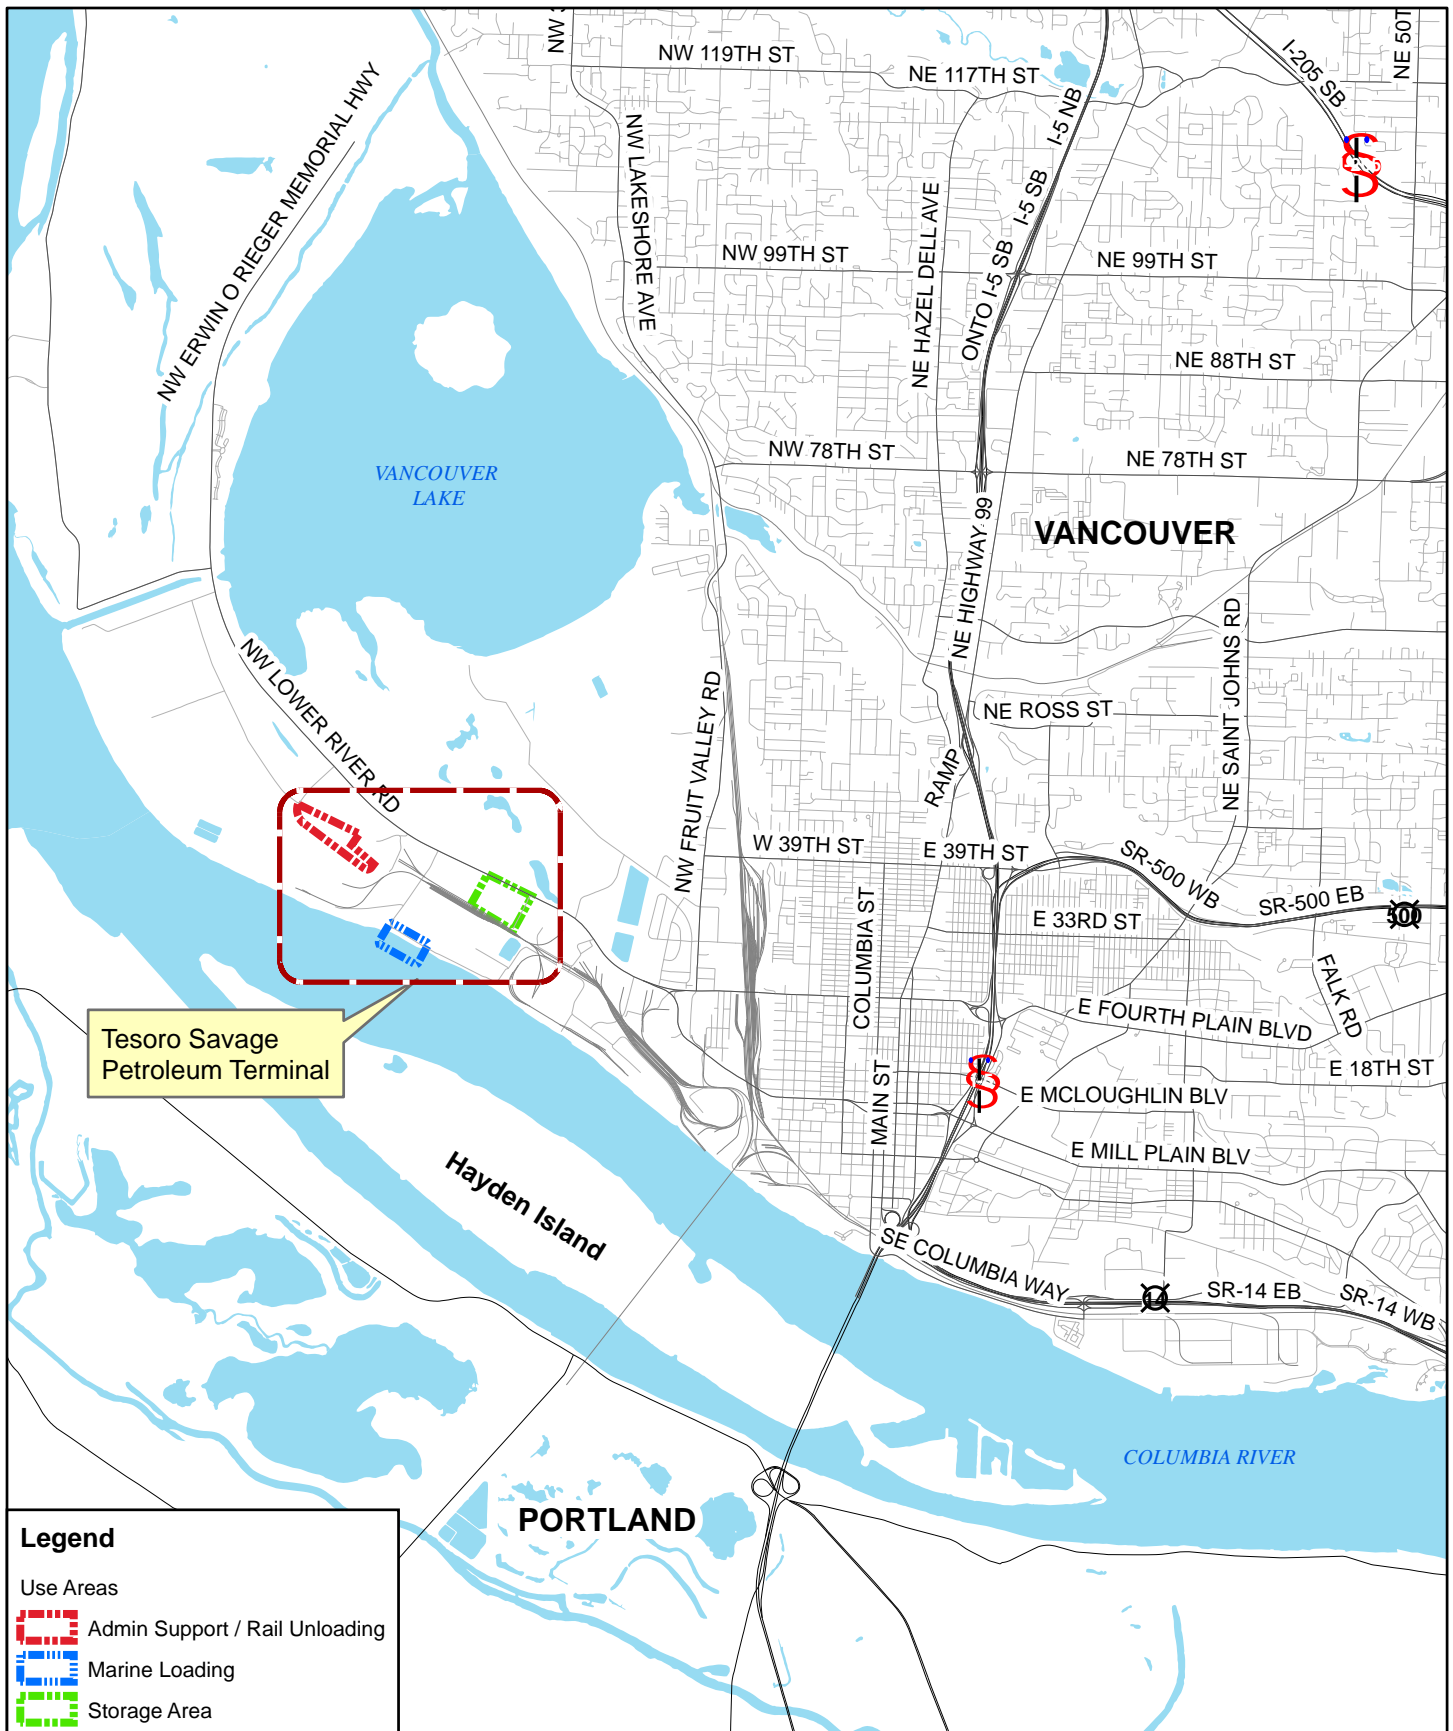 NW 119TH ST
NE 117TH ST
I-205 SB
NE 50T
NW S
NW ERWIN O RIEGER MEMORIAL HWY
NW LAKESHORE AVE
I-5 NB
I-5 SB
ONTO I-5 SB
NE HAZEL DELL AVE
NW 99TH ST
NE 99TH ST
NE 88TH ST
NW 78TH ST
NE 78TH ST
VANCOUVER
LAKE
VANCOUVER
NE HIGHWAY 99
NE SAINT JOHNS RD
NW LOWER RIVER RD
NW FRUIT VALLEY RD
NE ROSS ST
RAMP
W 39TH ST
E 39TH ST
SR-500 WB
SR-500 EB
500
COLUMBIA ST
E 33RD ST
FALK RD
E FOURTH PLAIN BLVD
Tesoro Savage
Petroleum Terminal
E 18TH ST
MAIN ST
E MCLOUGHLIN BLV
E MILL PLAIN BLV
Hayden Island
SE COLUMBIA WAY
14
SR-14 EB
SR-14 WB
COLUMBIA RIVER
PORTLAND
Legend
Use Areas
Admin Support / Rail Unloading
Marine Loading
Storage Area